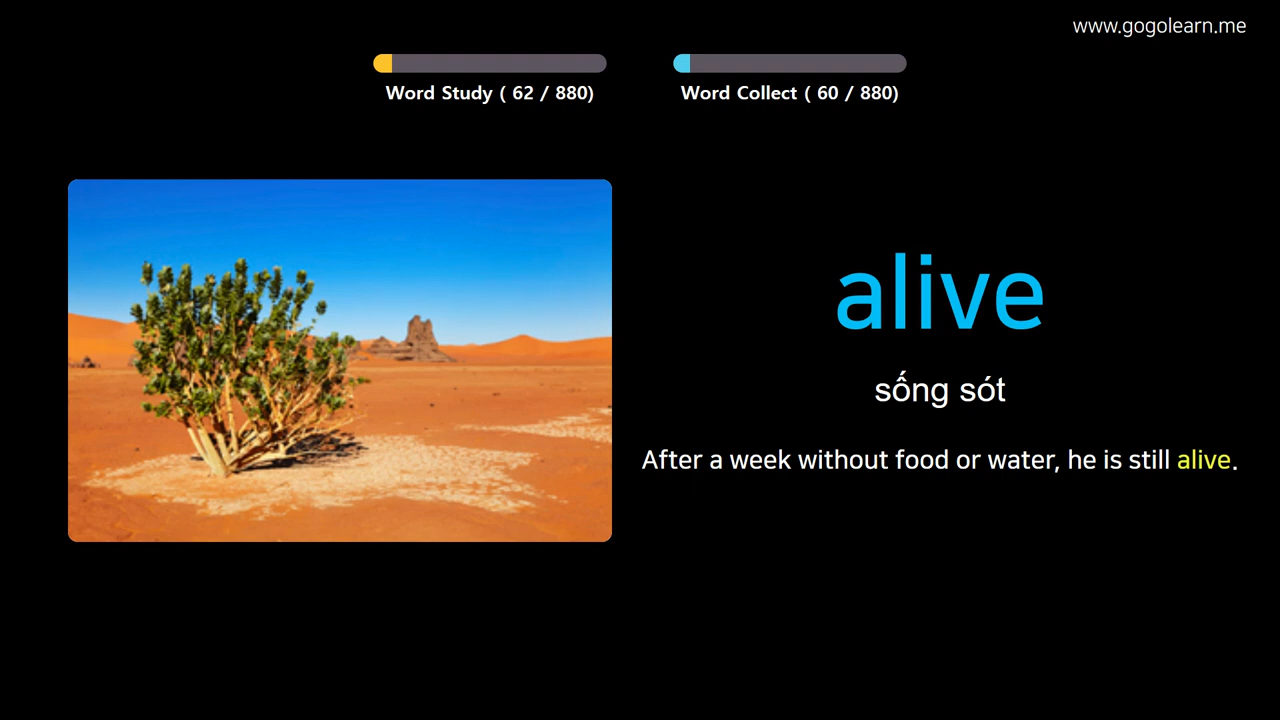 www.gogolearn.me
Word Study ( 62 / 880)
Word Collect ( 60 / 880)
alive
sống sót
After a week without food or water, he is still alive.